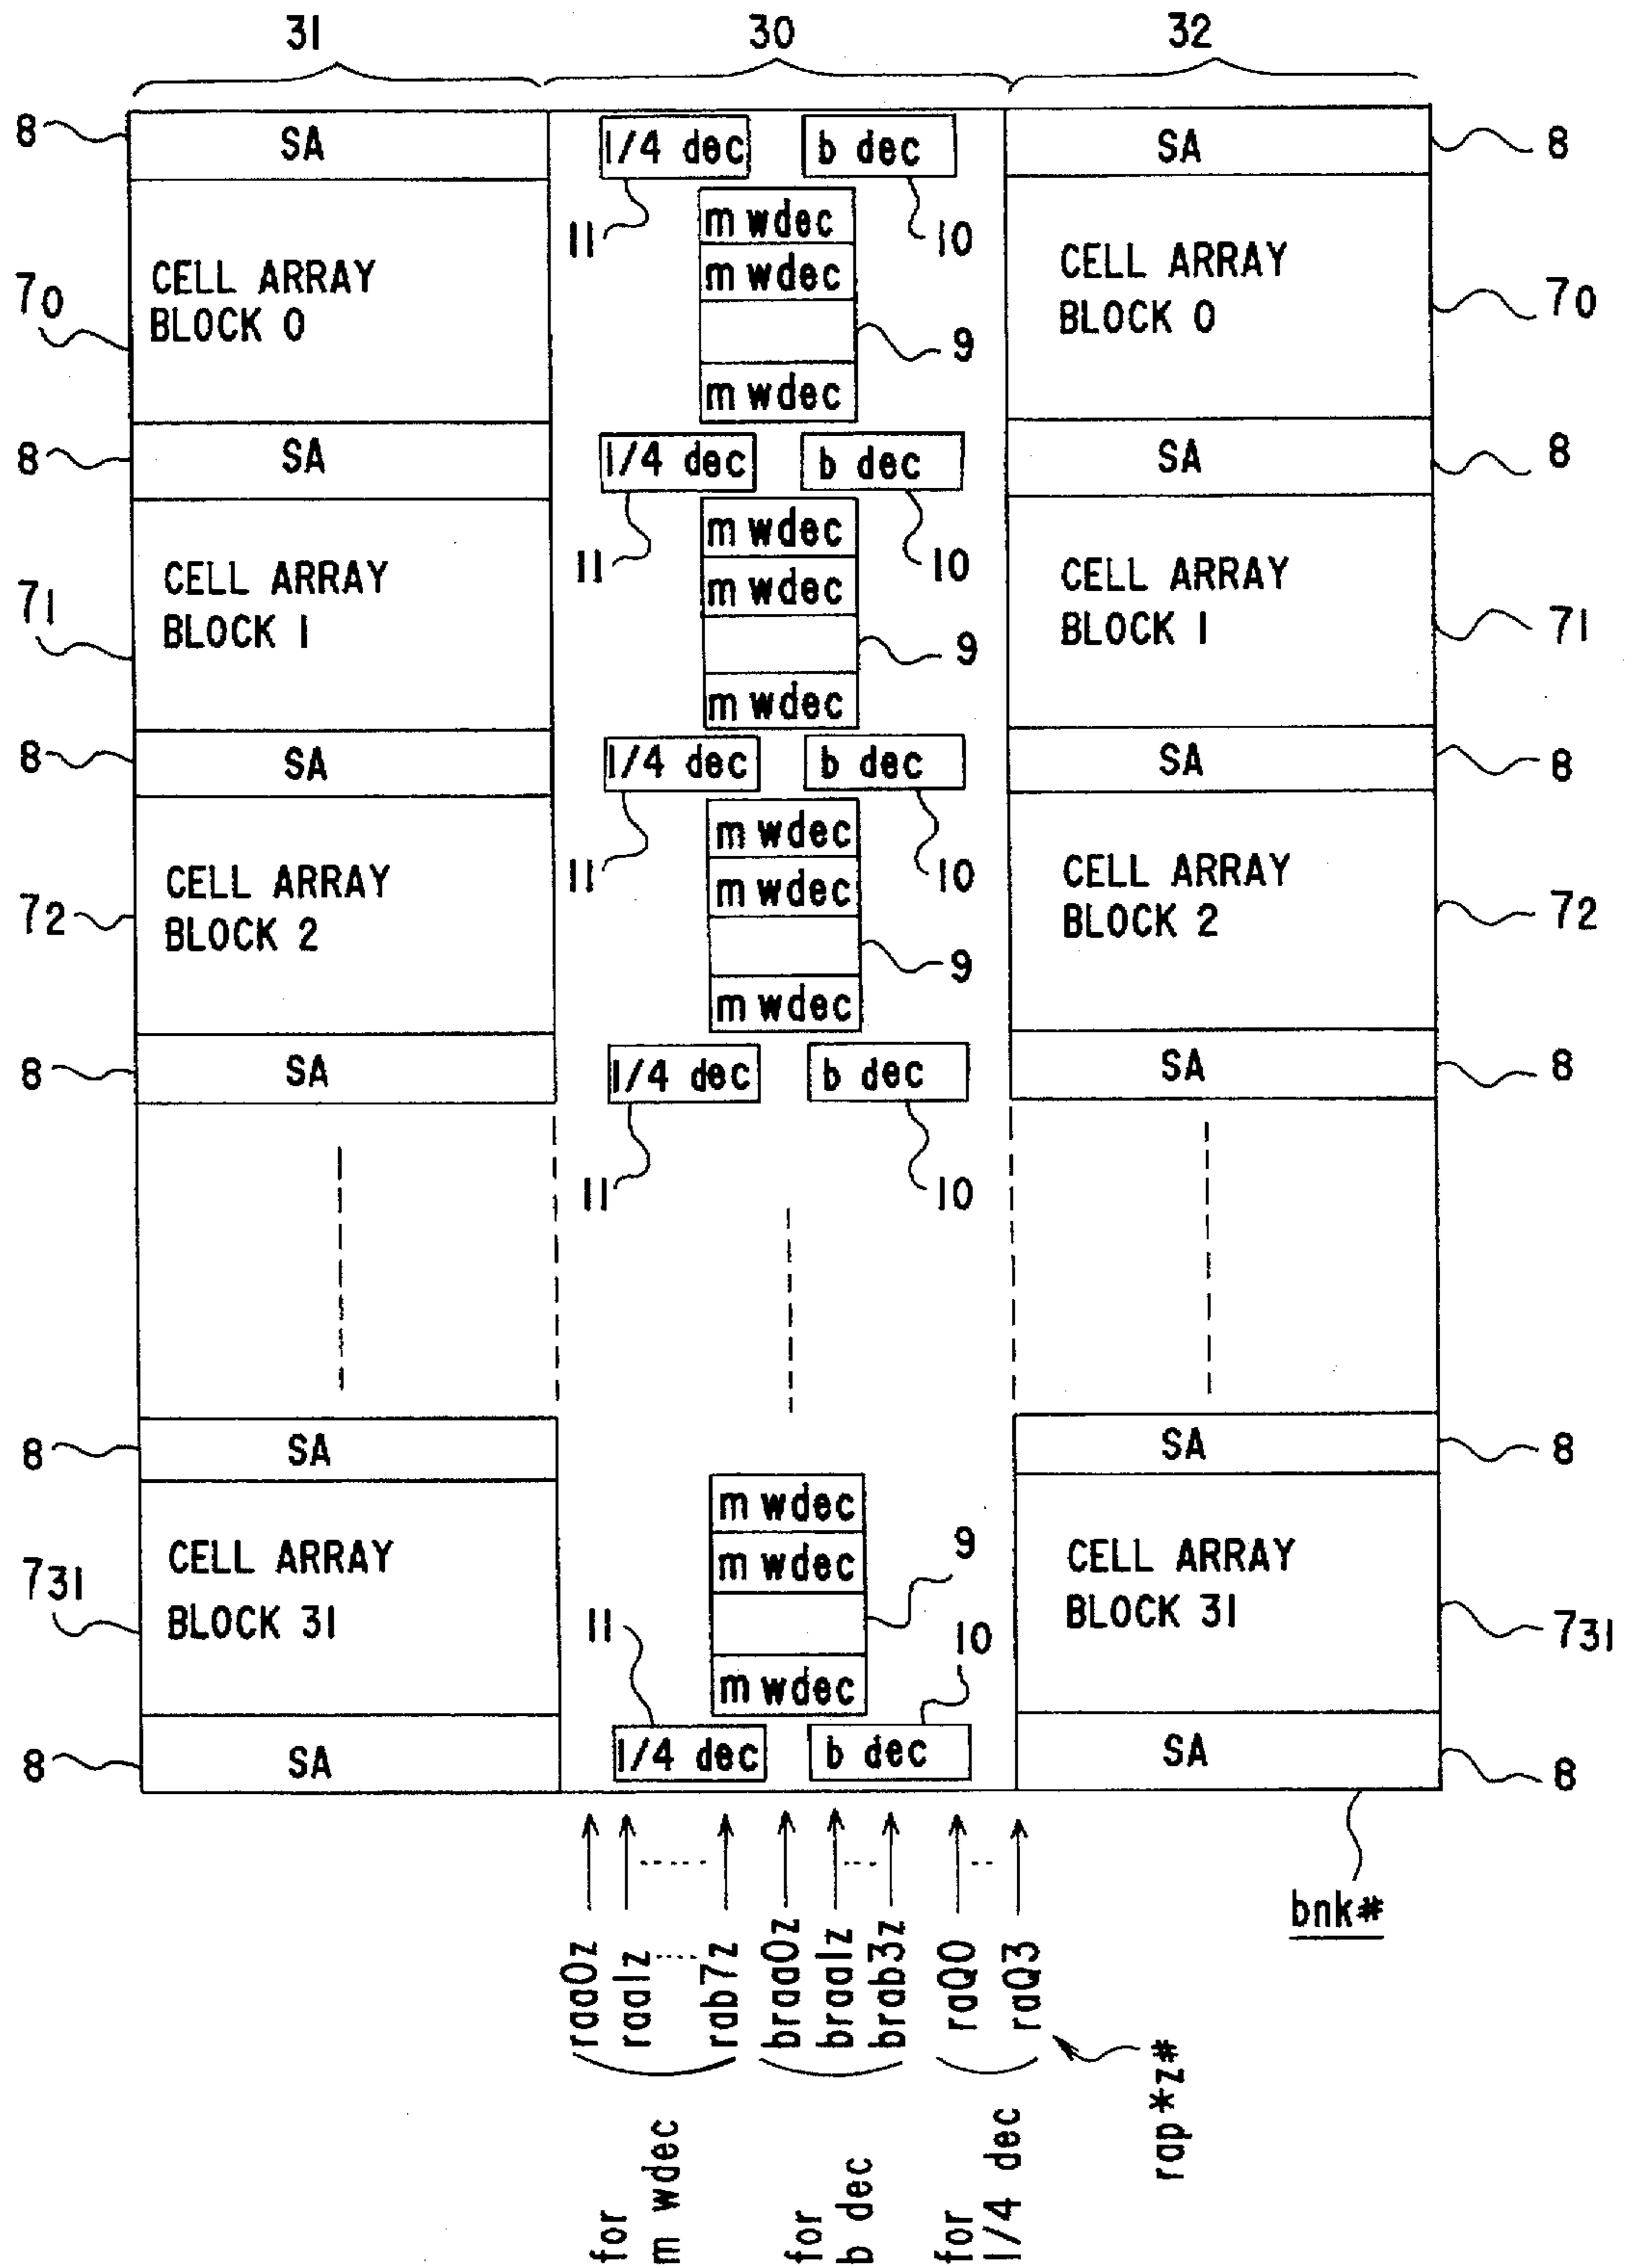 31 30 32
8 SA 1/4 dec b dec SA 8
11 10
m wdec
CELL ARRAY m wdec CELL ARRAY
70 BLOCK 0 BLOCK 0 70
9
m wdec
8 SA 1/4 dec b dec SA 8
m wdec
11 10
CELL ARRAY m wdec CELL ARRAY
71 BLOCK 1 BLOCK 1 71
9
m wdec
8 SA 1/4 dec b dec SA 8
m wdec
11 10
CELL ARRAY m wdec CELL ARRAY
72 BLOCK 2 BLOCK 2 72
9
m wdec
8 SA 1/4 dec b dec SA 8
11 10
8 SA SA 8
m wdec
9
CELL ARRAY m wdec CELL ARRAY
731 BLOCK 31 BLOCK 31 731
11 10
m wdec
8 SA 1/4 dec b dec SA 8
bnk#
raa0z
raa1z
rab7z
braa0z
braa1z
brab3z
raQ0
raQ3
rap*z#
for
m wdec
for
b dec
for
1/4 dec